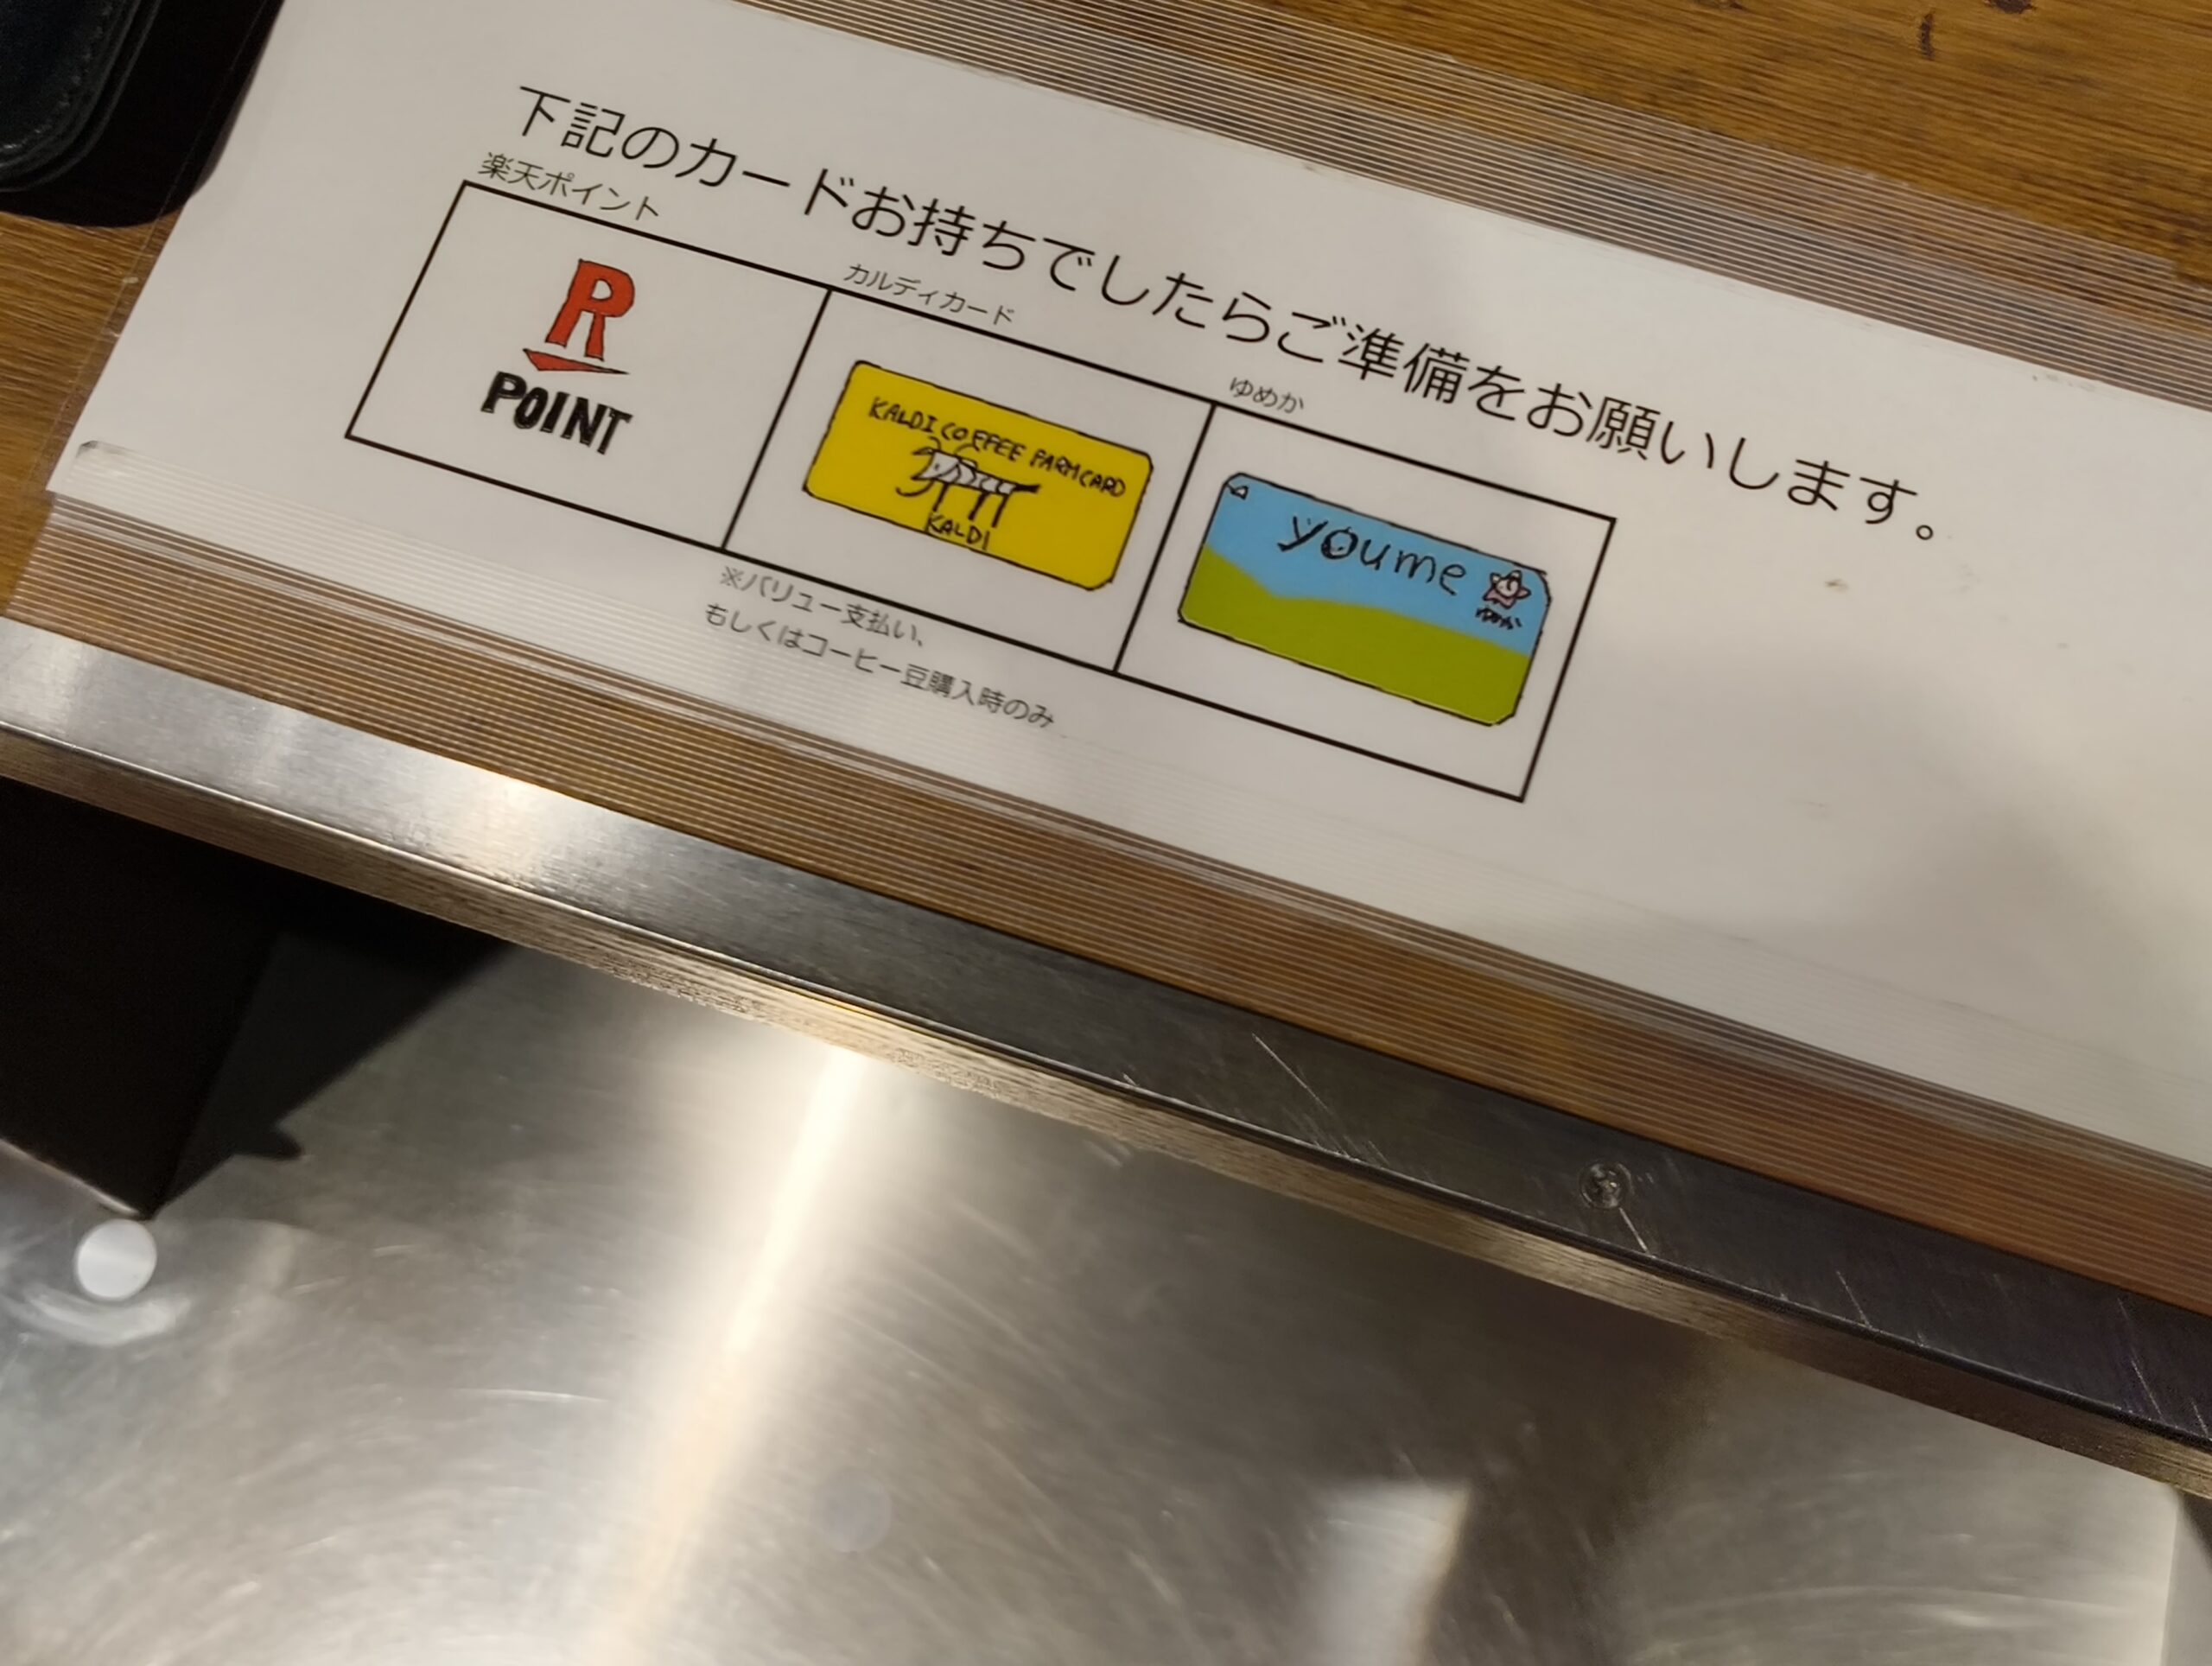 下記のカードお持ちでしたらご準備をお願いします。
楽天ポイント
R
POINT
カルディカード
KALDI COFFEE FARM CARD
KALDI
※バリュー支払い、
もしくはコーヒー豆購入時のみ
ゆめか
youme
ゆめか